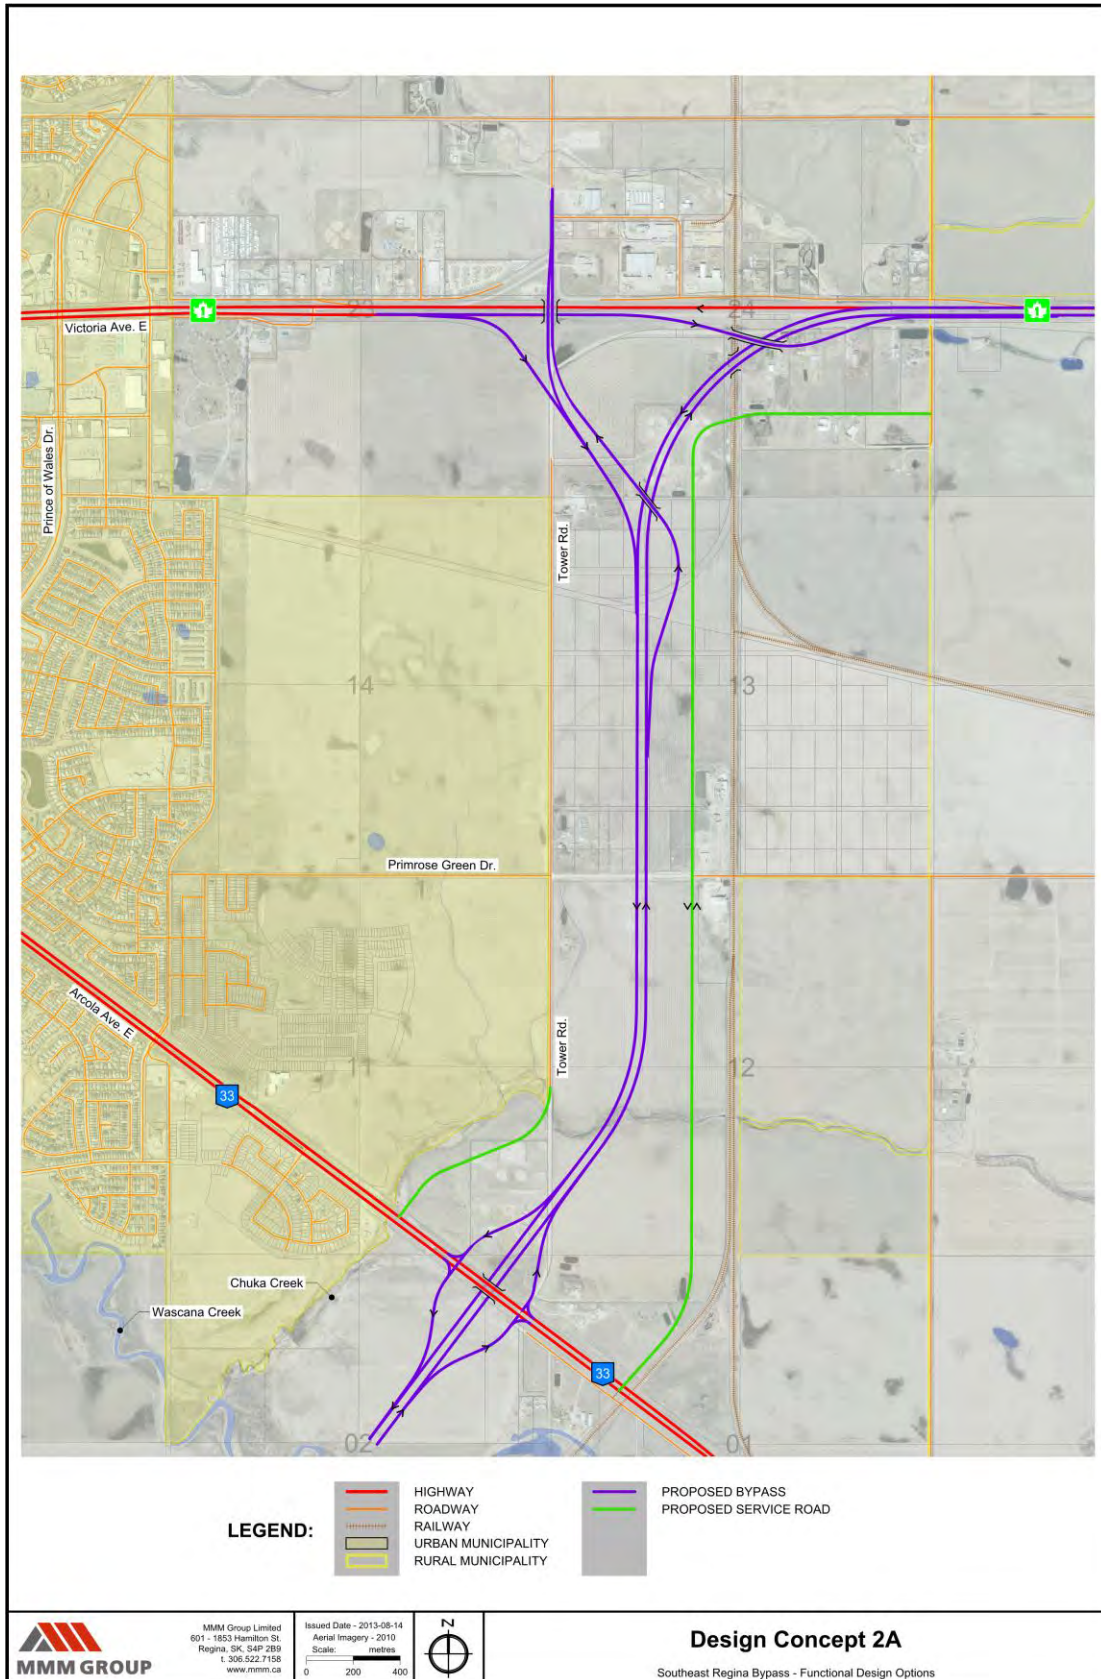 23
24
1
1
Victoria Ave. E
Prince of Wales Dr.
Tower Rd.
14
13
Primrose Green Dr.
Arcola Ave. E
Tower Rd.
11
12
33
Chuka Creek
Wascana Creek
33
02
01
LEGEND:
HIGHWAY
ROADWAY
RAILWAY
URBAN MUNICIPALITY
RURAL MUNICIPALITY
PROPOSED BYPASS
PROPOSED SERVICE ROAD
MMM GROUP
MMM Group Limited
601 - 1853 Hamilton St.
Regina, SK, S4P 2B9
t. 306.522.7158
www.mmm.ca
Issued Date - 2013-08-14
Aerial Imagery - 2010
Scale: metres
0 200 400
N
Design Concept 2A
Southeast Regina Bypass - Functional Design Options